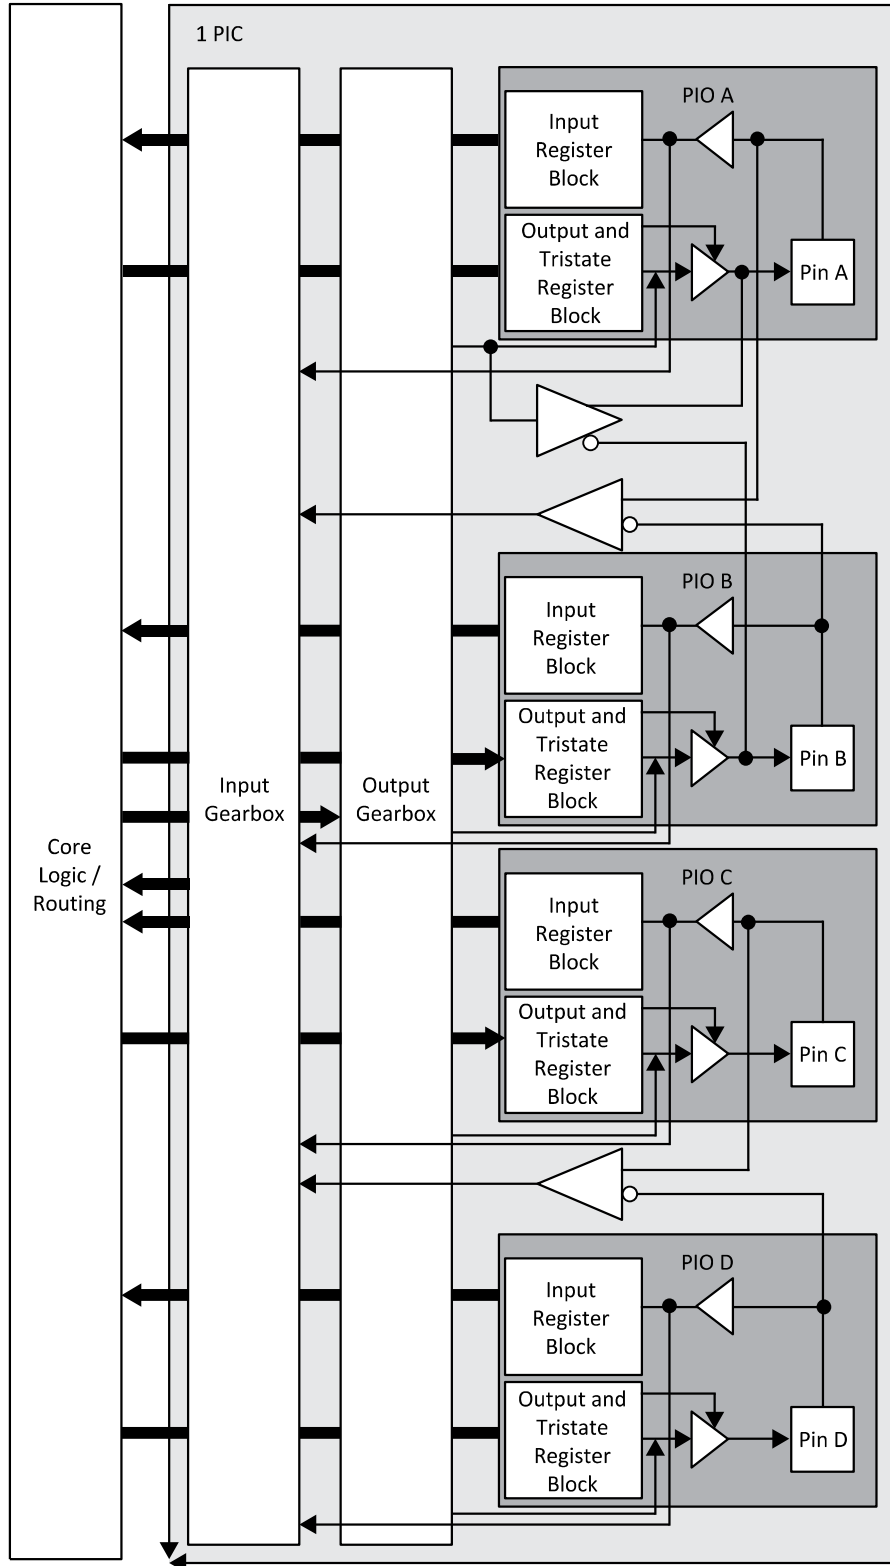 1 PIC
PIO A
Input
Register
Block
Output and
Tristate
Register
Block
Pin A
PIO B
Input
Register
Block
Output and
Tristate
Register
Block
Pin B
Input
Gearbox
Output
Gearbox
Core
Logic /
Routing
PIO C
Input
Register
Block
Output and
Tristate
Register
Block
Pin C
PIO D
Input
Register
Block
Output and
Tristate
Register
Block
Pin D